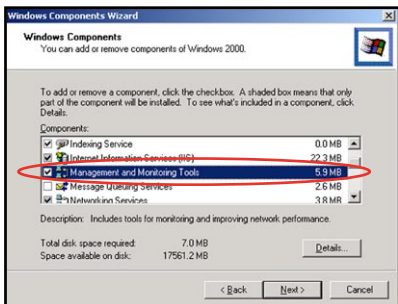 Windows Components Wizard
Windows Components
You can add or remove components of Windows 2000.
To add or remove a component, click the checkbox. A shaded box means that only
part of the component will be installed. To see what's included in a component, click
Details.
Components:
Indexing Service 0.0 MB
Internet Information Services (IIS) 22.3 MB
Management and Monitoring Tools 5.9 MB
Message Queuing Services 2.6 MB
Networking Services 3.8 MB
Description: Includes tools for monitoring and improving network performance.
Total disk space required: 7.0 MB
Space available on disk: 17561.2 MB
Details...
< Back Next > Cancel